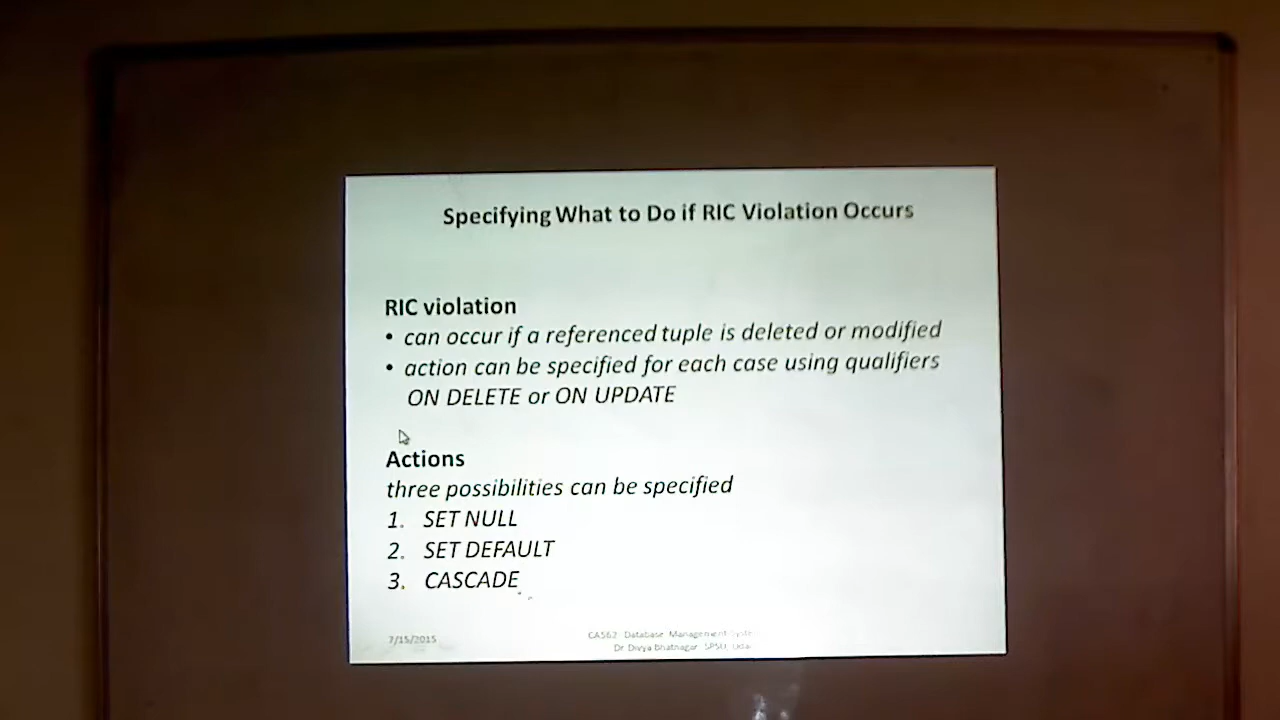 Specifying What to Do if RIC Violation Occurs
RIC violation
• can occur if a referenced tuple is deleted or modified
• action can be specified for each case using qualifiers
ON DELETE or ON UPDATE
Actions
three possibilities can be specified
1. SET NULL
2. SET DEFAULT
3. CASCADE
7/15/2015
CA562 Database Management
Dr. Divya Bhatnagar SPSU